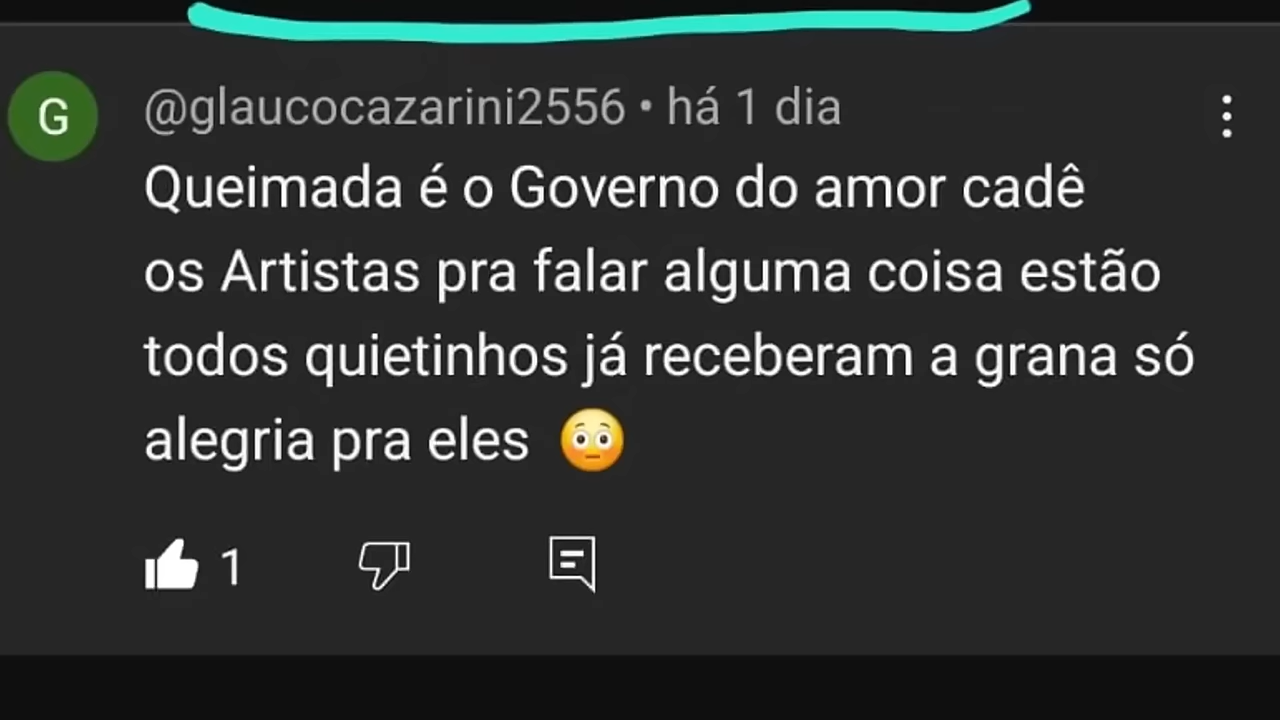 G
@glaucocazarini2556 • há 1 dia
Queimada é o Governo do amor cadê
os Artistas pra falar alguma coisa estão
todos quietinhos já receberam a grana só
alegria pra eles 😳
1